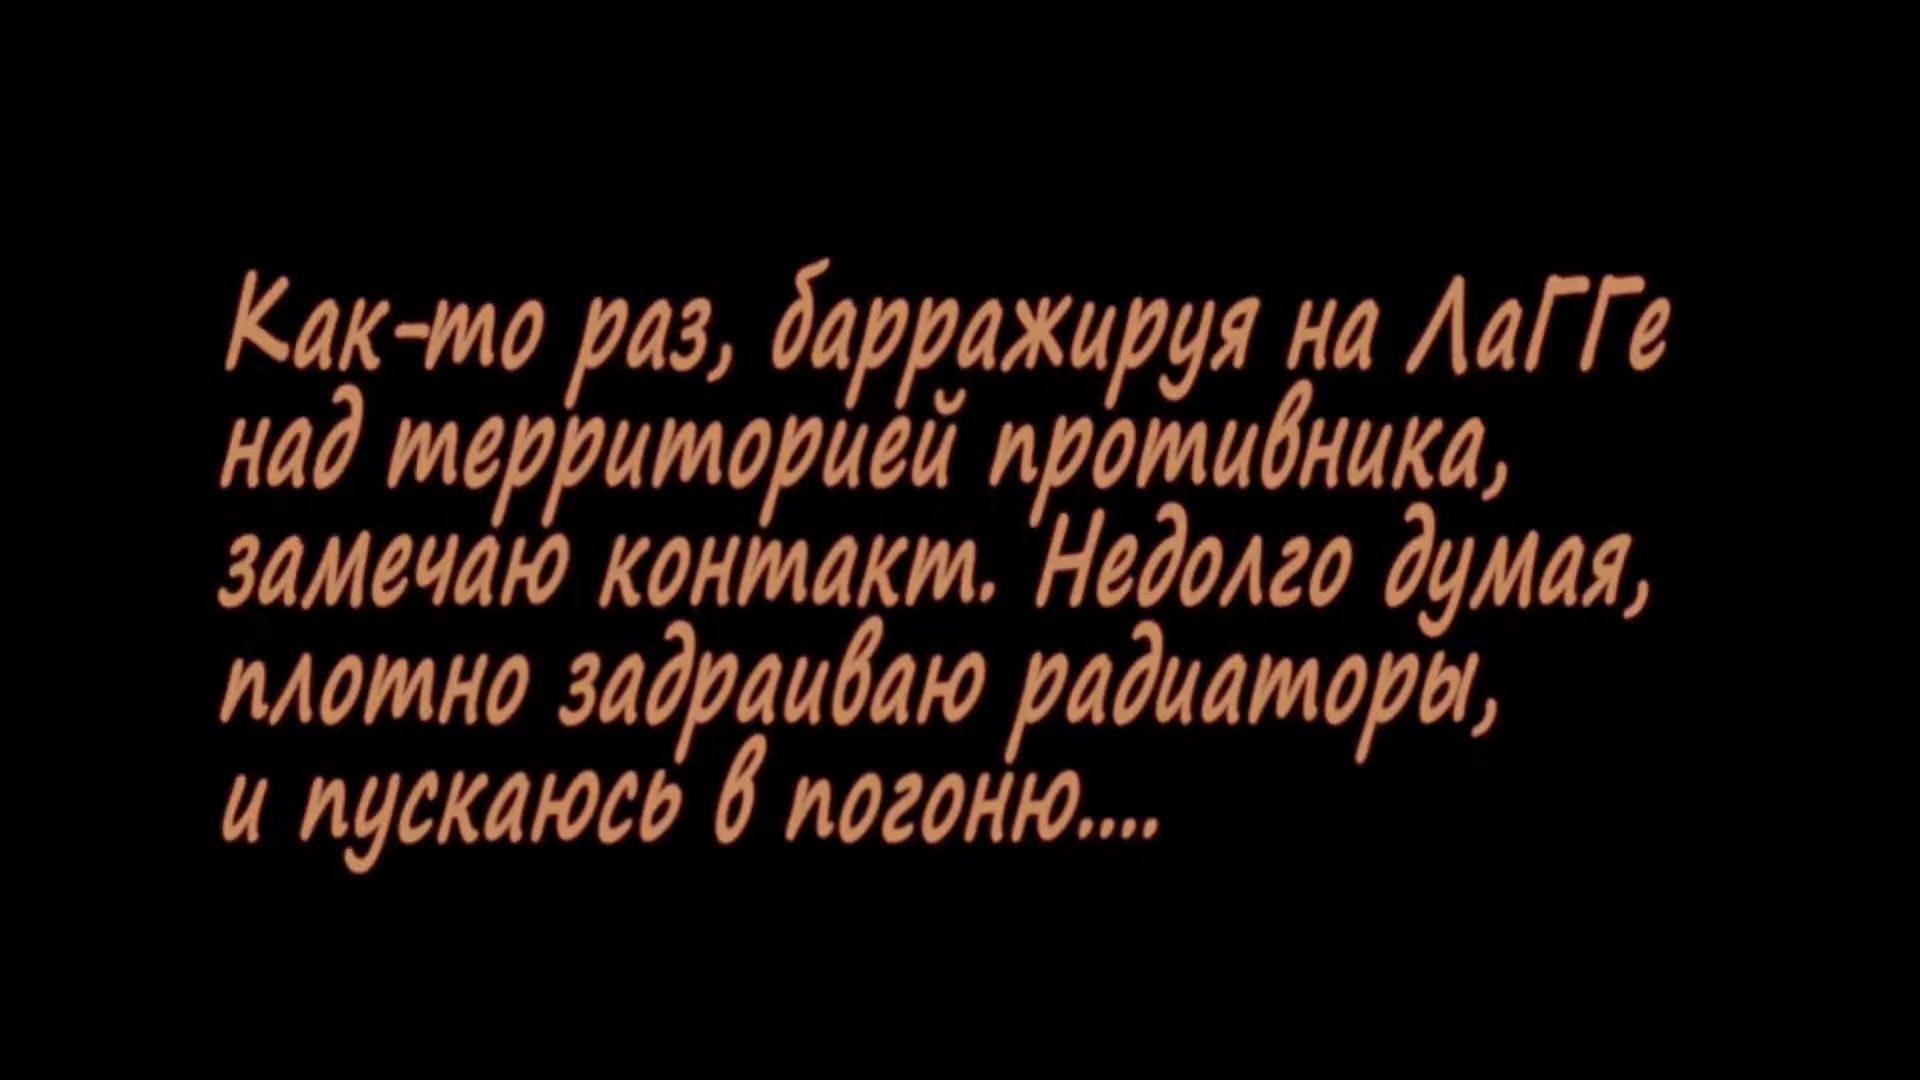 Как-то раз, барражируя на ЛаГГе
над территорией противника,
замечаю контакт. Недолго думая,
плотно задраиваю радиаторы,
и пускаюсь в погоню....